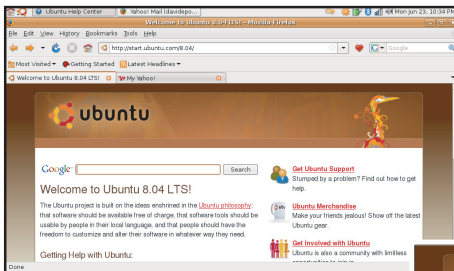 Ubuntu Help Center
Yahoo! Mail (davidepo...
Mon Jun 23, 10:34 PM
Welcome to Ubuntu 8.04 LTS! - Mozilla Firefox
File Edit View History Bookmarks Tools Help
http://start.ubuntu.com/8.04/
Google
Most Visited Getting Started Latest Headlines
Welcome to Ubuntu 8.04 LTS!
My Yahoo!
ubuntu
Google Search
Welcome to Ubuntu 8.04 LTS!
The Ubuntu project is built on the ideas enshrined in the Ubuntu philosophy:
that software should be available free of charge, that software tools should be
usable by people in their local language, and that people should have the
freedom to customize and alter their software in whatever way they need.
Getting Help with Ubuntu:
Get Ubuntu Support
Stumped by a problem? Find out how to get
help.
Ubuntu Merchandise
Make your friends jealous! Show off the latest
Ubuntu gear.
Get Involved with Ubuntu
Ubuntu is also a community with limitless
Done